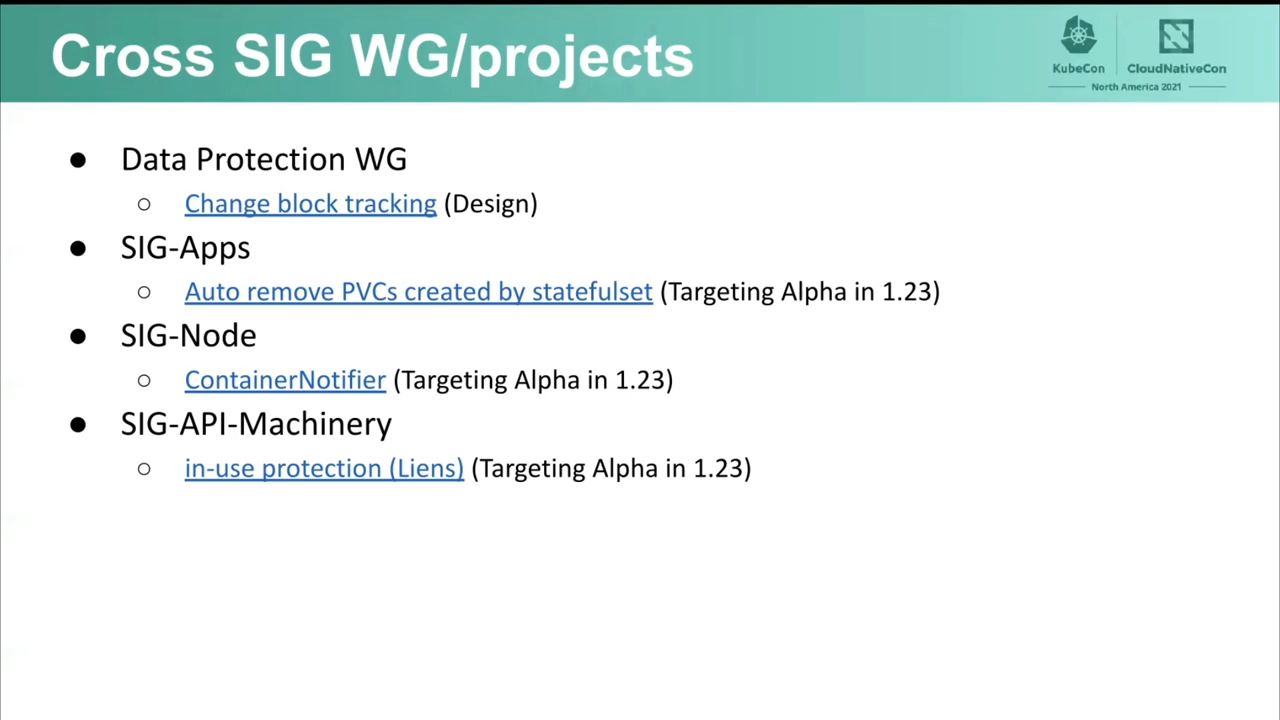 Cross SIG WG/projects
KubeCon
CloudNativeCon
North America 2021
● Data Protection WG
○ Change block tracking (Design)
● SIG-Apps
○ Auto remove PVCs created by statefulset (Targeting Alpha in 1.23)
● SIG-Node
○ ContainerNotifier (Targeting Alpha in 1.23)
● SIG-API-Machinery
○ in-use protection (Liens) (Targeting Alpha in 1.23)